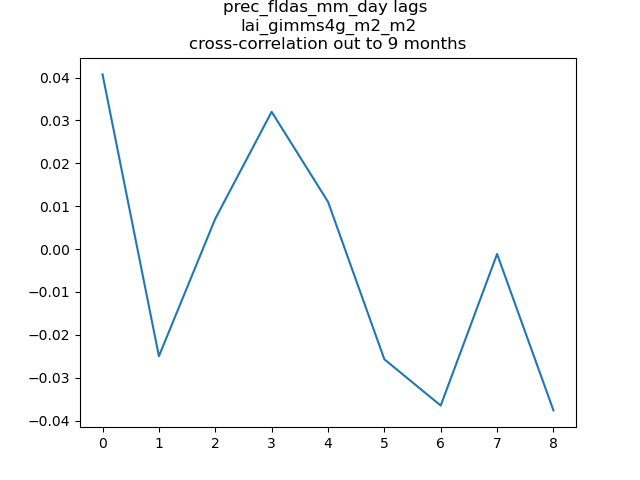 prec_fldas_mm_day lags
lai_gimms4g_m2_m2
cross-correlation out to 9 months
0.04
0.03
0.02
0.01
0.00
−0.01
−0.02
−0.03
−0.04
0 1 2 3 4 5 6 7 8